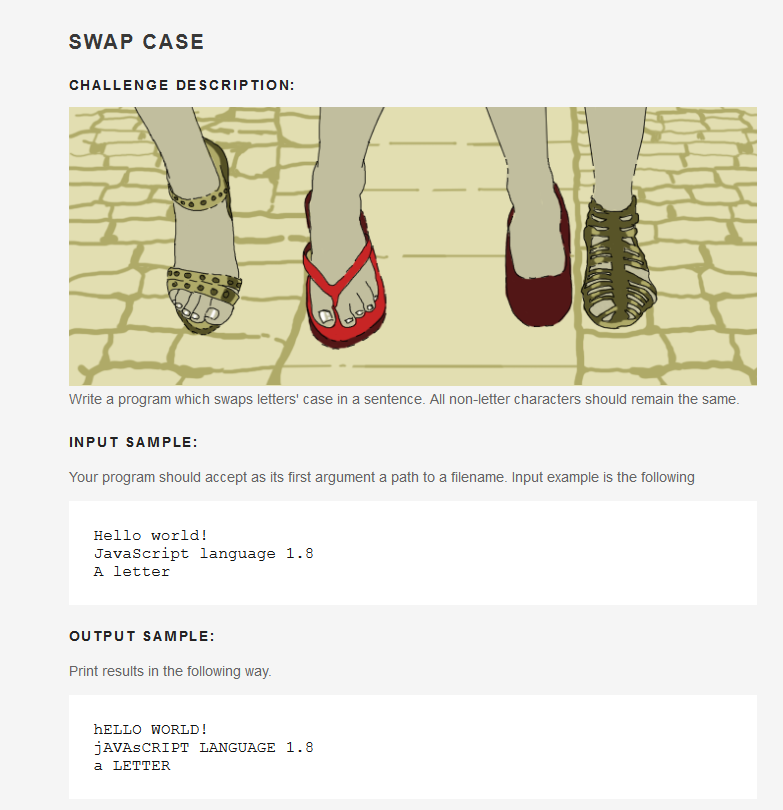 SWAP CASE
CHALLENGE DESCRIPTION:
Write a program which swaps letters' case in a sentence. All non-letter characters should remain the same.
INPUT SAMPLE:
Your program should accept as its first argument a path to a filename. Input example is the following
Hello world!
JavaScript language 1.8
A letter
OUTPUT SAMPLE:
Print results in the following way.
hELLO WORLD!
jAVAsCRIPT LANGUAGE 1.8
a LETTER